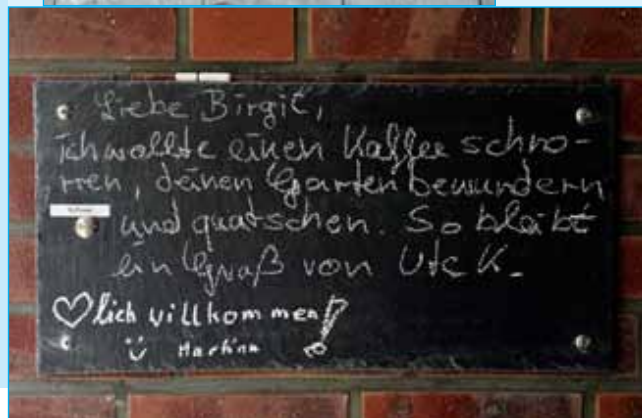 Liebe Birgit,
ich wollte einen Kaffee schno-
rren, deinen Garten bewundern
und quatschen. So bleibt
ein Gruß von Ute K.
♡lich willkommen!
Martina